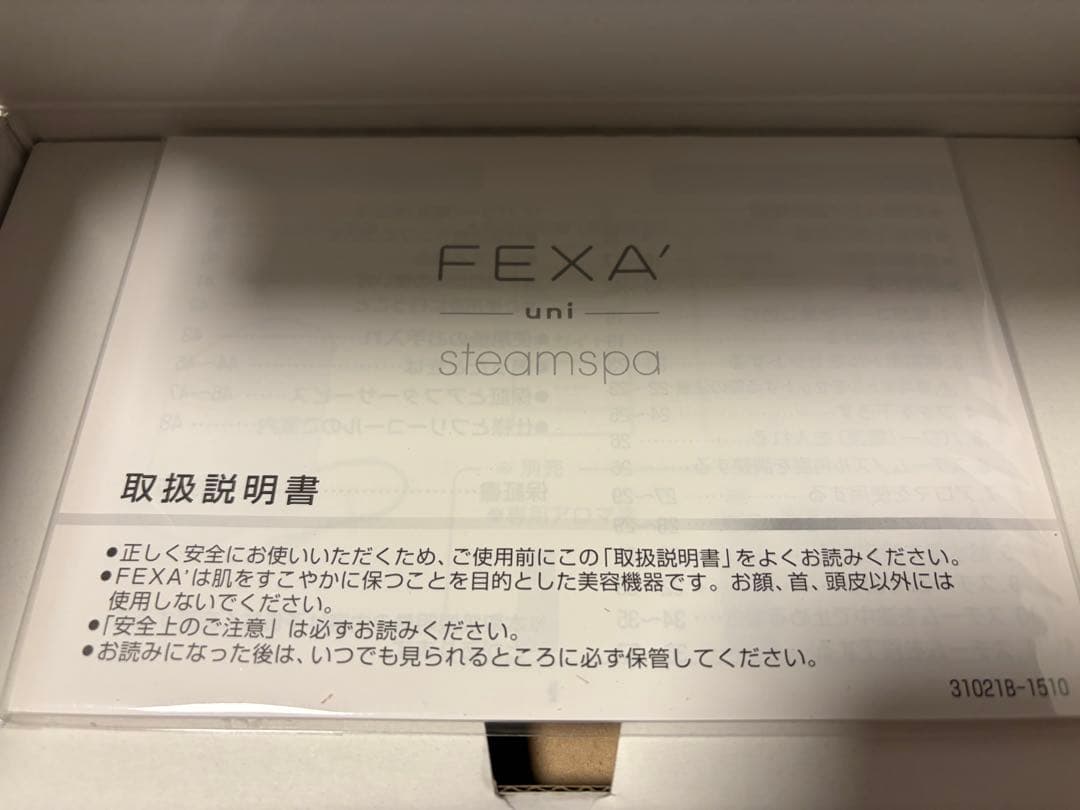 FEXA'
uni
steamspa
取扱説明書
●正しく安全にお使いいただくため、ご使用前にこの「取扱説明書」をよくお読みください。
●FEXA'は肌をすこやかに保つことを目的とした美容機器です。お顔、首、頭皮以外には
使用しないでください。
●「安全上のご注意」は必ずお読みください。
●お読みになった後は、いつでも見られるところに必ず保管してください。
31021B-1510